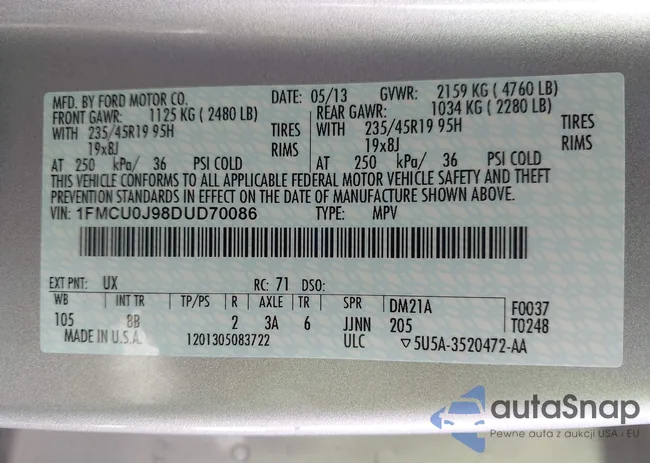 MFD. BY FORD MOTOR CO. DATE: 05/13 GVWR: 2159 KG ( 4760 LB)
FRONT GAWR: 1125 KG ( 2480 LB) REAR GAWR: 1034 KG ( 2280 LB)
WITH 235/45R19 95H TIRES WITH 235/45R19 95H TIRES
19x8J RIMS 19x8J RIMS
AT 250 kPa/ 36 PSI COLD AT 250 kPa/ 36 PSI COLD
THIS VEHICLE CONFORMS TO ALL APPLICABLE FEDERAL MOTOR VEHICLE SAFETY AND THEFT
PREVENTION STANDARDS IN EFFECT ON THE DATE OF MANUFACTURE SHOWN ABOVE.
VIN: 1FMCU0J98DUD70086 TYPE: MPV
EXT PNT: UX RC: 71 DSO:
WB INT TR TP/PS R AXLE TR SPR DM21A F0037
105 8B 2 3A 6 JJNN 205 T0248
MADE IN U.S.A. 1201305083722 ULC ▽5U5A-3520472-AA
autaSnap
Pewne auta z aukcji USA i EU